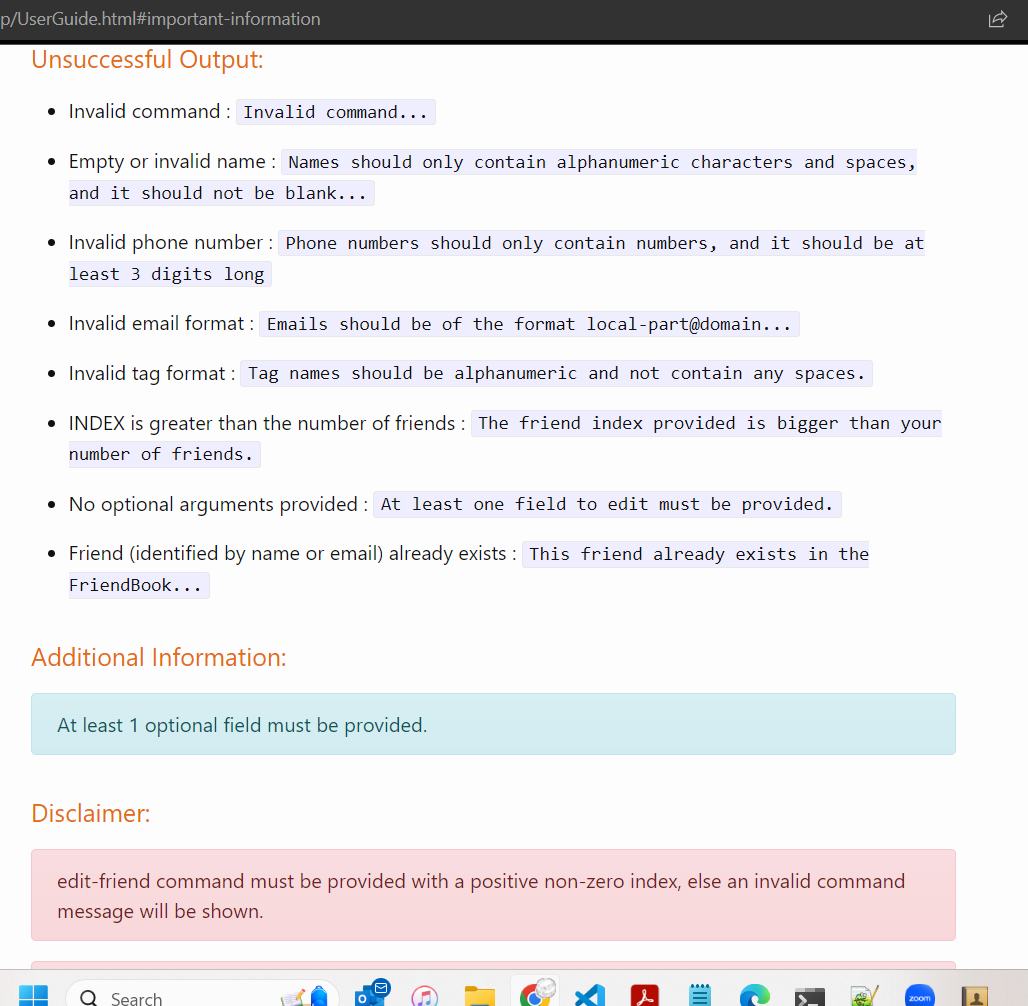 p/UserGuide.html#important-information
Unsuccessful Output:
Invalid command : Invalid command...
Empty or invalid name : Names should only contain alphanumeric characters and spaces,
and it should not be blank...
Invalid phone number : Phone numbers should only contain numbers, and it should be at
least 3 digits long
Invalid email format : Emails should be of the format local-part@domain...
Invalid tag format : Tag names should be alphanumeric and not contain any spaces.
INDEX is greater than the number of friends : The friend index provided is bigger than your
number of friends.
No optional arguments provided : At least one field to edit must be provided.
Friend (identified by name or email) already exists : This friend already exists in the
FriendBook...
Additional Information:
At least 1 optional field must be provided.
Disclaimer:
edit-friend command must be provided with a positive non-zero index, else an invalid command
message will be shown.
Search
zoom